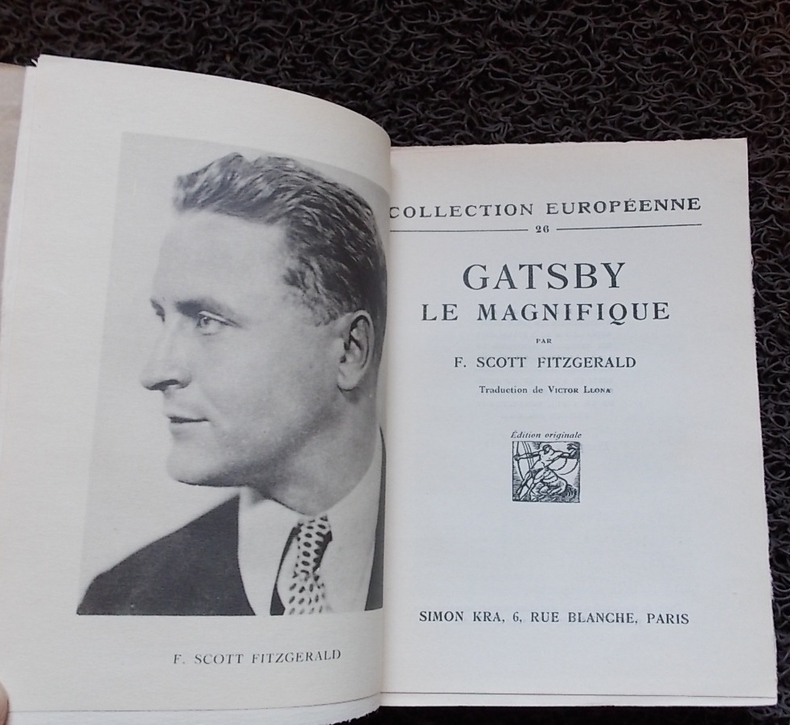 F. SCOTT FITZGERALD
COLLECTION EUROPÉENNE
26
GATSBY
LE MAGNIFIQUE
PAR
F. SCOTT FITZGERALD
Traduction de VICTOR LLONA
Édition originale
SIMON KRA, 6, RUE BLANCHE, PARIS